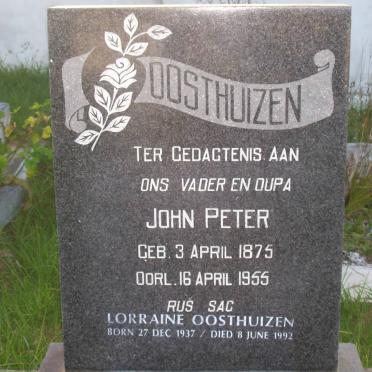 OOSTHUIZEN
TER GEDAGTENIS AAN
ONS VADER EN OUPA
JOHN PETER
GEB. 3 APRIL 1875
OORL. 16 APRIL 1955
RUS SAG
LORRAINE OOSTHUIZEN
BORN 27 DEC 1937 / DIED 8 JUNE 1992